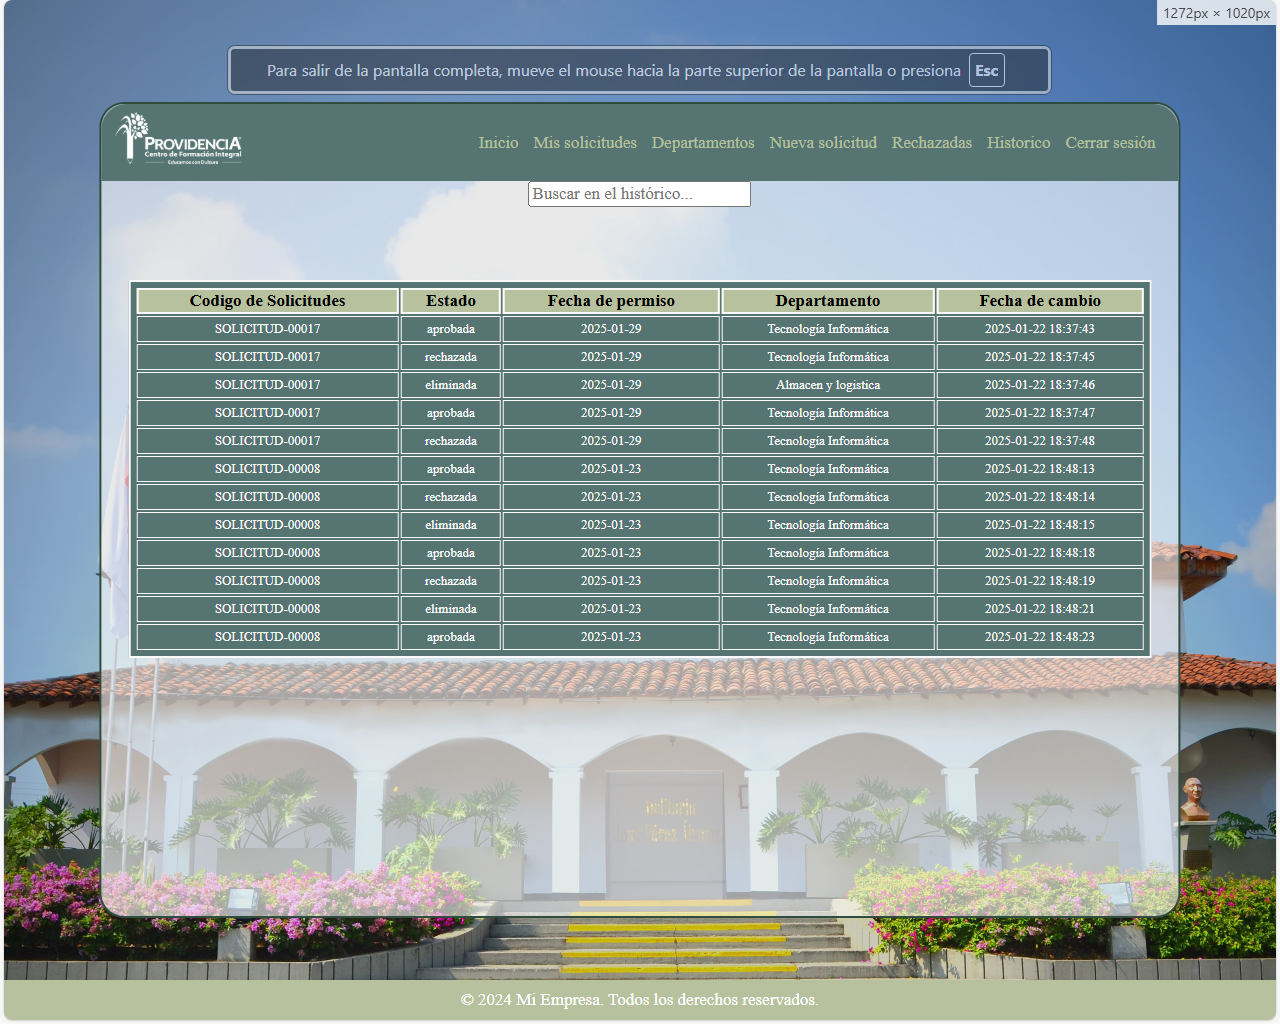 1272px × 1020px
Para salir de la pantalla completa, mueve el mouse hacia la parte superior de la pantalla o presiona Esc
PROVIDENCIA
Centro de Formación Integral
Educamos con Dulzura
Inicio Mis solicitudes Departamentos Nueva solicitud Rechazadas Historico Cerrar sesión
Buscar en el histórico...
Codigo de Solicitudes Estado Fecha de permiso Departamento Fecha de cambio
SOLICITUD-00017 aprobada 2025-01-29 Tecnología Informática 2025-01-22 18:37:43
SOLICITUD-00017 rechazada 2025-01-29 Tecnología Informática 2025-01-22 18:37:45
SOLICITUD-00017 eliminada 2025-01-29 Almacen y logistica 2025-01-22 18:37:46
SOLICITUD-00017 aprobada 2025-01-29 Tecnología Informática 2025-01-22 18:37:47
SOLICITUD-00017 rechazada 2025-01-29 Tecnología Informática 2025-01-22 18:37:48
SOLICITUD-00008 aprobada 2025-01-23 Tecnología Informática 2025-01-22 18:48:13
SOLICITUD-00008 rechazada 2025-01-23 Tecnología Informática 2025-01-22 18:48:14
SOLICITUD-00008 eliminada 2025-01-23 Tecnología Informática 2025-01-22 18:48:15
SOLICITUD-00008 aprobada 2025-01-23 Tecnología Informática 2025-01-22 18:48:18
SOLICITUD-00008 rechazada 2025-01-23 Tecnología Informática 2025-01-22 18:48:19
SOLICITUD-00008 eliminada 2025-01-23 Tecnología Informática 2025-01-22 18:48:21
SOLICITUD-00008 aprobada 2025-01-23 Tecnología Informática 2025-01-22 18:48:23
© 2024 Mi Empresa. Todos los derechos reservados.